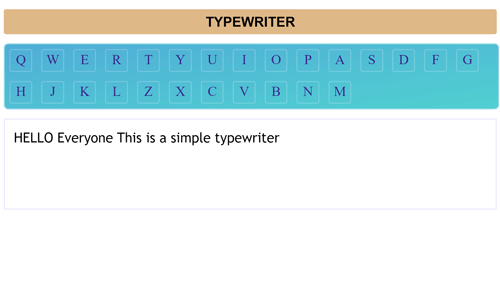 TYPEWRITER
Q W E R T Y U I O P A S D F G
H J K L Z X C V B N M
HELLO Everyone This is a simple typewriter